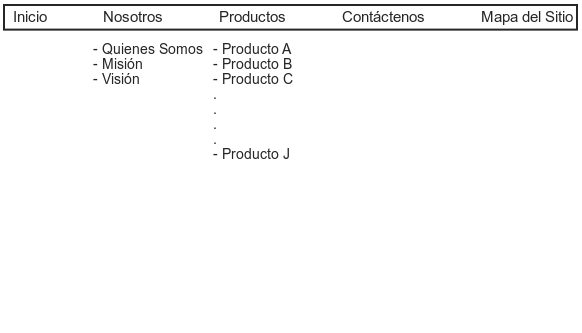 Inicio Nosotros Productos Contáctenos Mapa del Sitio
- Quienes Somos - Producto A
- Misión - Producto B
- Visión - Producto C
.
.
.
.
- Producto J